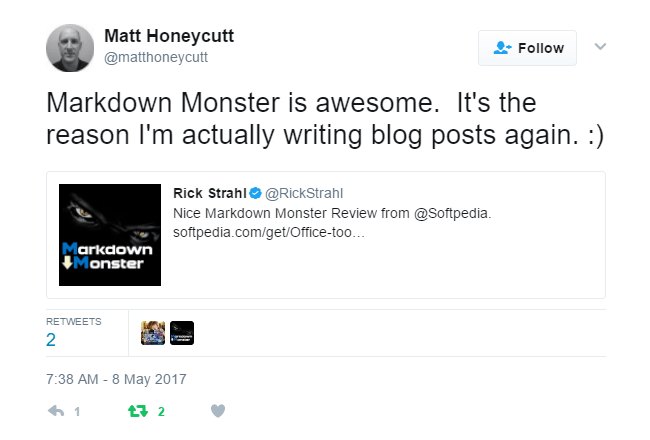 Matt Honeycutt
@matthoneycutt
Follow
Markdown Monster is awesome. It's the
reason I'm actually writing blog posts again. :)
Rick Strahl @RickStrahl
Nice Markdown Monster Review from @Softpedia.
softpedia.com/get/Office-too…
Markdown
Monster
RETWEETS
2
7:38 AM - 8 May 2017
1
2